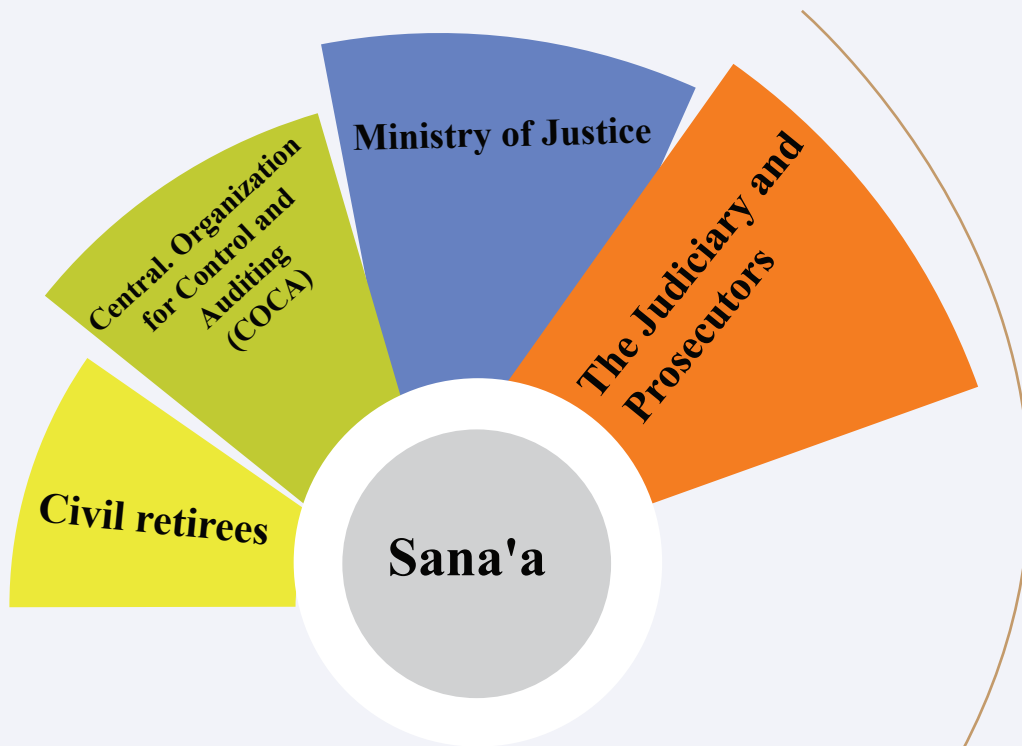 Ministry of Justice
Central. Organization
for Control and
Auditing
(COCA)
The Judiciary and
Prosecutors
Civil retirees
Sana'a